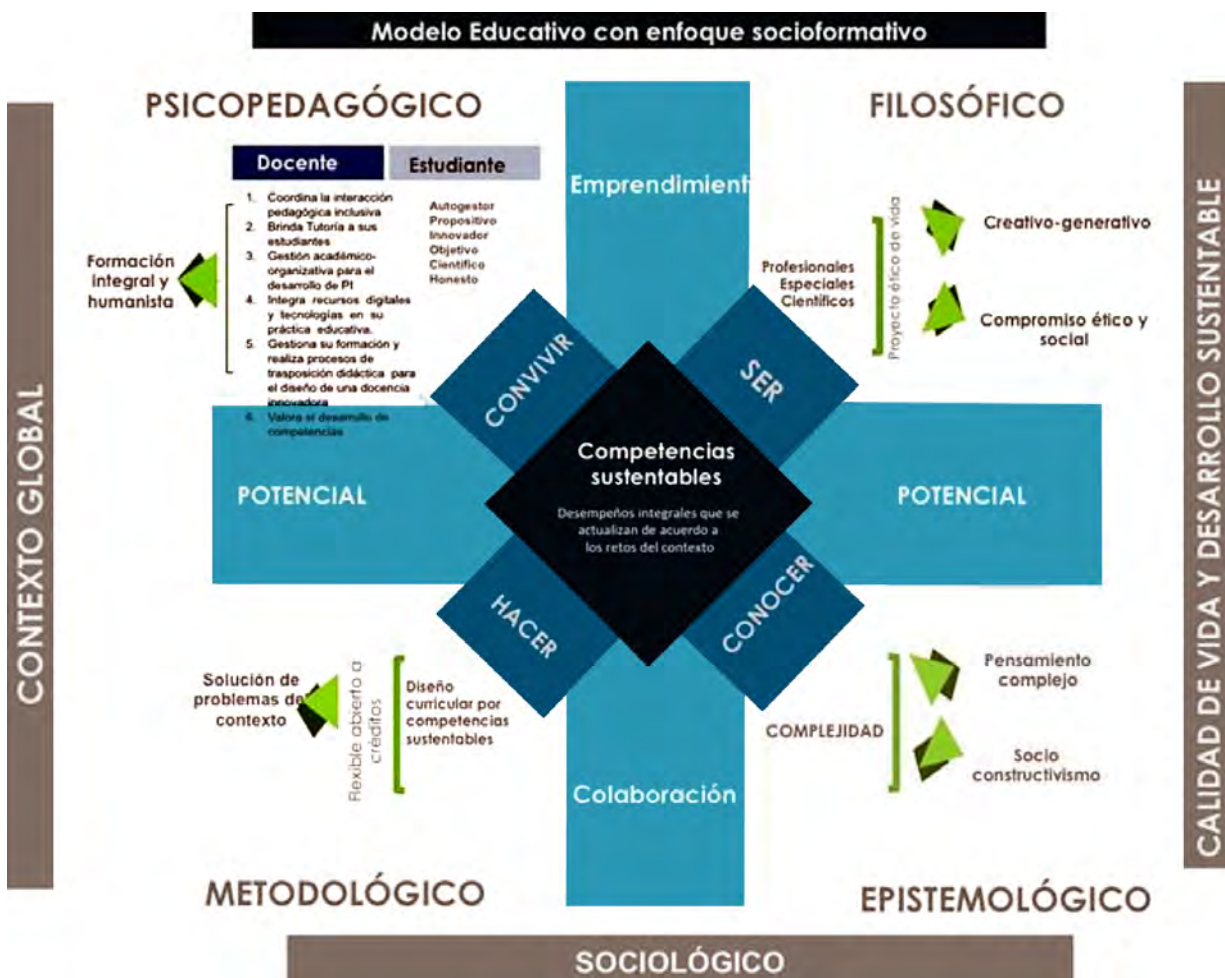 Modelo Educativo con enfoque socioformativo
PSICOPEDAGÓGICO
Docente
Estudiante
1. Coordina la interacción
pedagógica inclusiva
2. Brinda Tutoría a sus
estudiantes
3. Gestión académico-
organizativa para el
desarrollo de PI
4. Integra recursos digitales
y tecnologías en su
práctica educativa.
5. Gestiona su formación y
realiza procesos de
trasposición didáctica para
el diseño de una docencia
innovadora
6. Valora el desarrollo de
competencias
Autogestor
Propositivo
Innovador
Objetivo
Científico
Honesto
Formación
integral y
humanista
Emprendimient
FILOSÓFICO
Profesionales
Especiales
Científicos
Proyecto ético de vida
Creativo-generativo
Compromiso ético y
social
CONTEXTO GLOBAL
CALIDAD DE VIDA Y DESARROLLO SUSTENTABLE
CONVIVIR
SER
POTENCIAL
Competencias
sustentables
Desempeños integrales que se
actualizan de acuerdo a
los retos del contexto
POTENCIAL
HACER
CONOCER
Solución de
problemas de
contexto
Flexible abierto a
créditos
Diseño
curricular por
competencias
sustentables
Colaboración
COMPLEJIDAD
Pensamiento
complejo
Socio
constructivismo
METODOLÓGICO
EPISTEMOLÓGICO
SOCIOLÓGICO